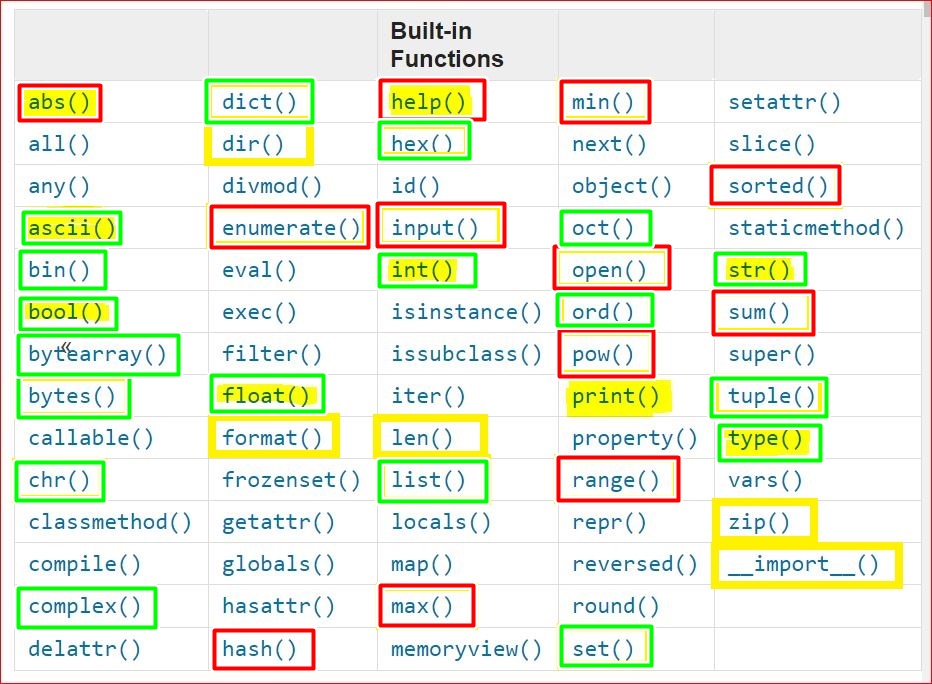 Built-in
Functions
abs() dict() help() min() setattr()
all() dir() hex() next() slice()
any() divmod() id() object() sorted()
ascii() enumerate() input() oct() staticmethod()
bin() eval() int() open() str()
bool() exec() isinstance() ord() sum()
bytearray() filter() issubclass() pow() super()
bytes() float() iter() print() tuple()
callable() format() len() property() type()
chr() frozenset() list() range() vars()
classmethod() getattr() locals() repr() zip()
compile() globals() map() reversed() __import__()
complex() hasattr() max() round()
delattr() hash() memoryview() set()